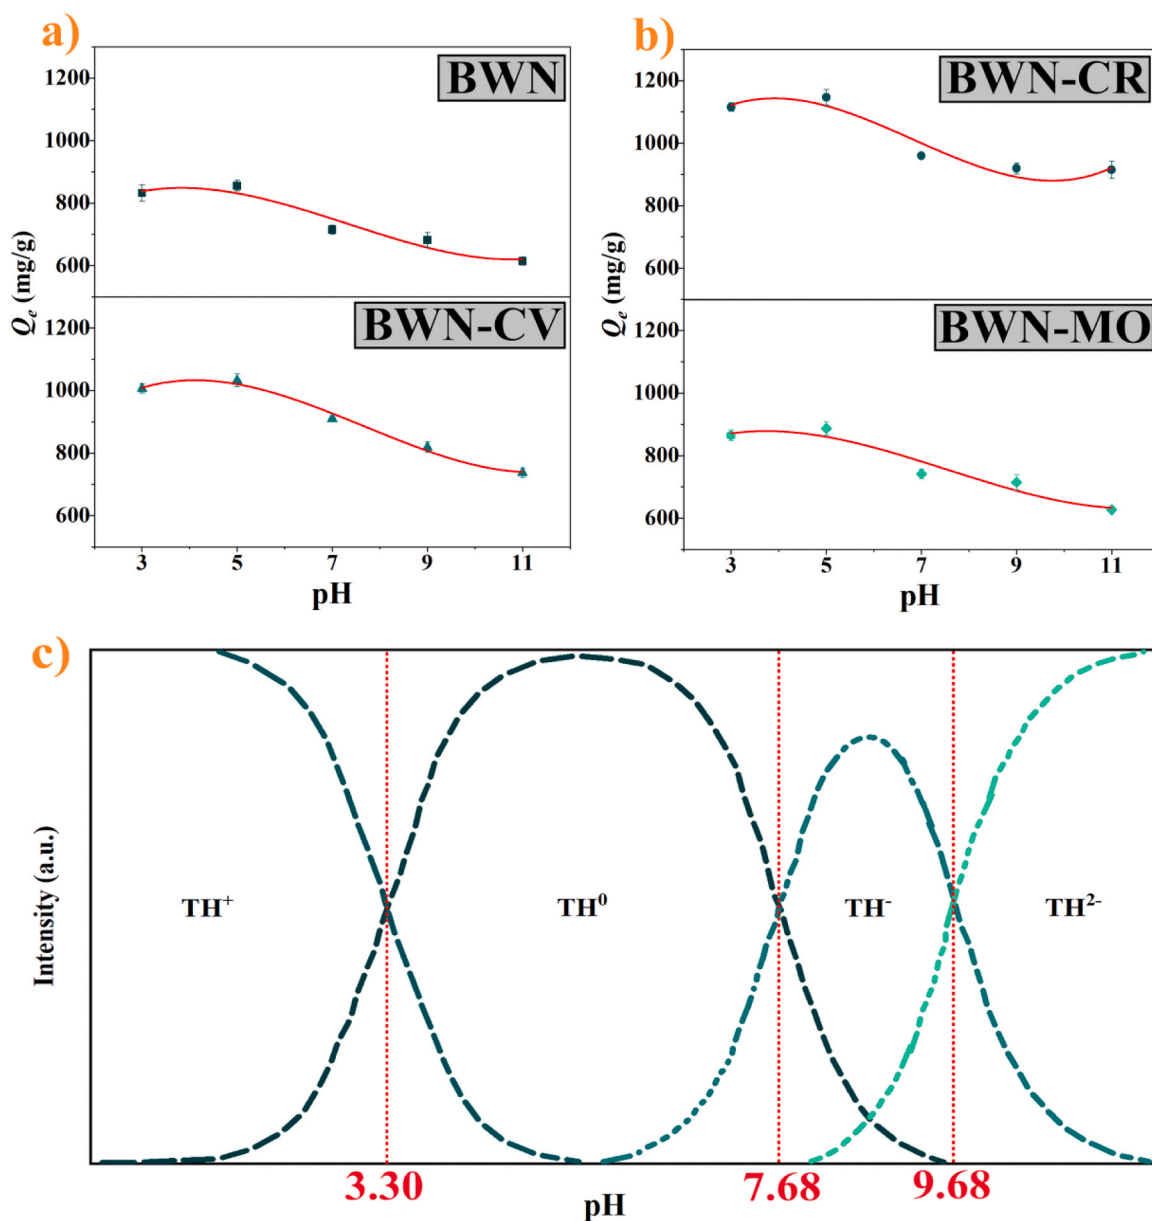 a)
BWN
1200
1000
800
600
BWN-CV
1200
1000
800
600
Qe (mg/g)
3 5 7 9 11
pH
b)
BWN-CR
1200
1000
800
600
BWN-MO
1200
1000
800
600
Qe (mg/g)
3 5 7 9 11
pH
c)
Intensity (a.u.)
TH⁺ TH⁰ TH⁻ TH²⁻
3.30 7.68 9.68
pH